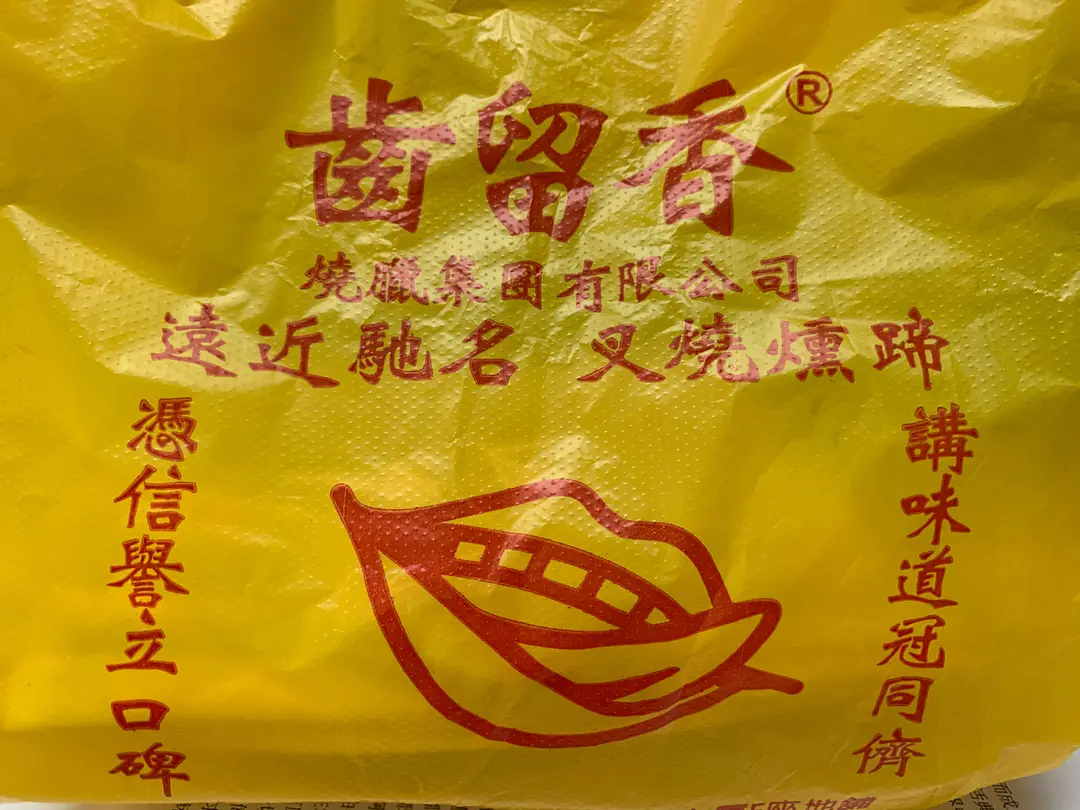 齒留香®
燒臘集團有限公司
遠近馳名 叉燒燻蹄
講味道冠同儕
憑信譽立口碑